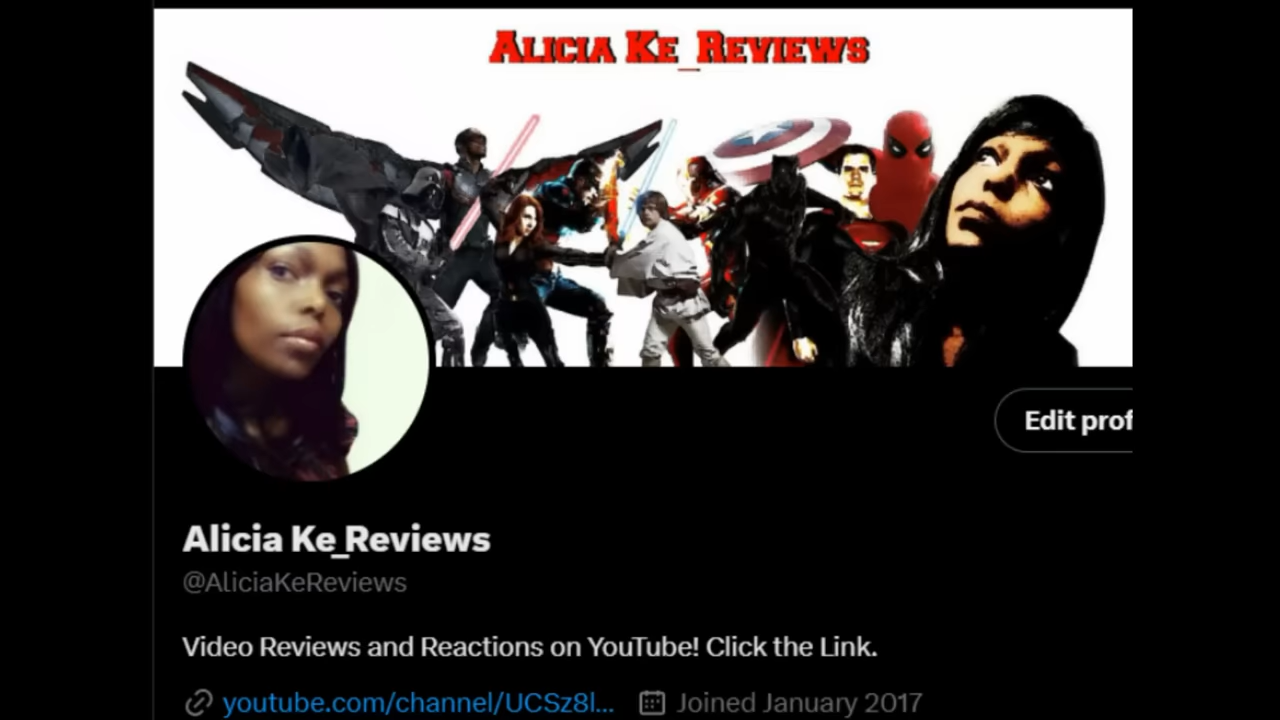 Alicia Ke_Reviews
Edit prof
Alicia Ke_Reviews
@AliciaKeReviews
Video Reviews and Reactions on YouTube! Click the Link.
youtube.com/channel/UCSz8l... Joined January 2017